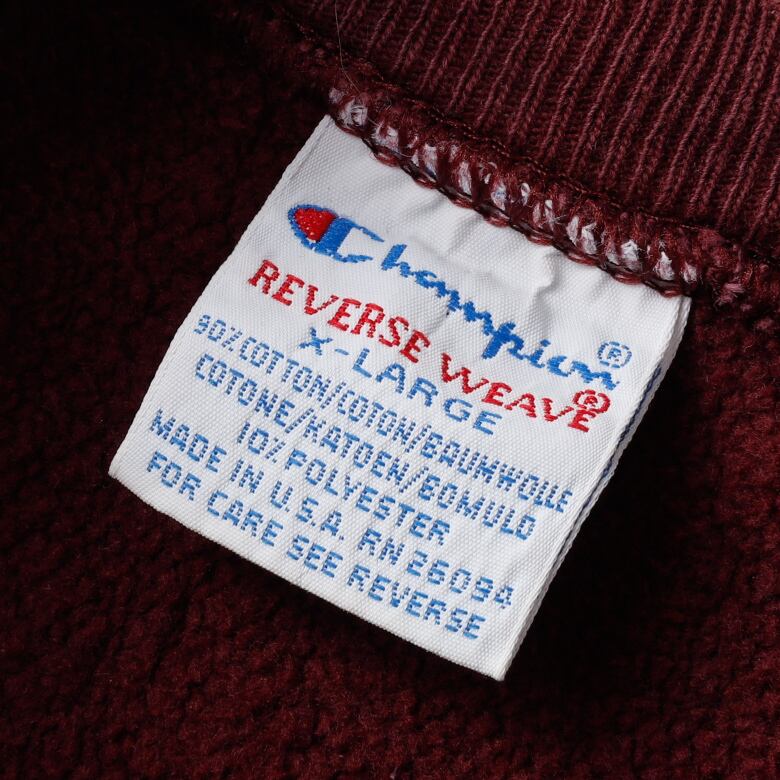 Champion®
REVERSE WEAVE®
X-LARGE
90% COTTON/COTON/BAUMWOLLE
COTONE/KATOEN/BOMULD
10% POLYESTER
MADE IN U.S.A. RN 26094
FOR CARE SEE REVERSE